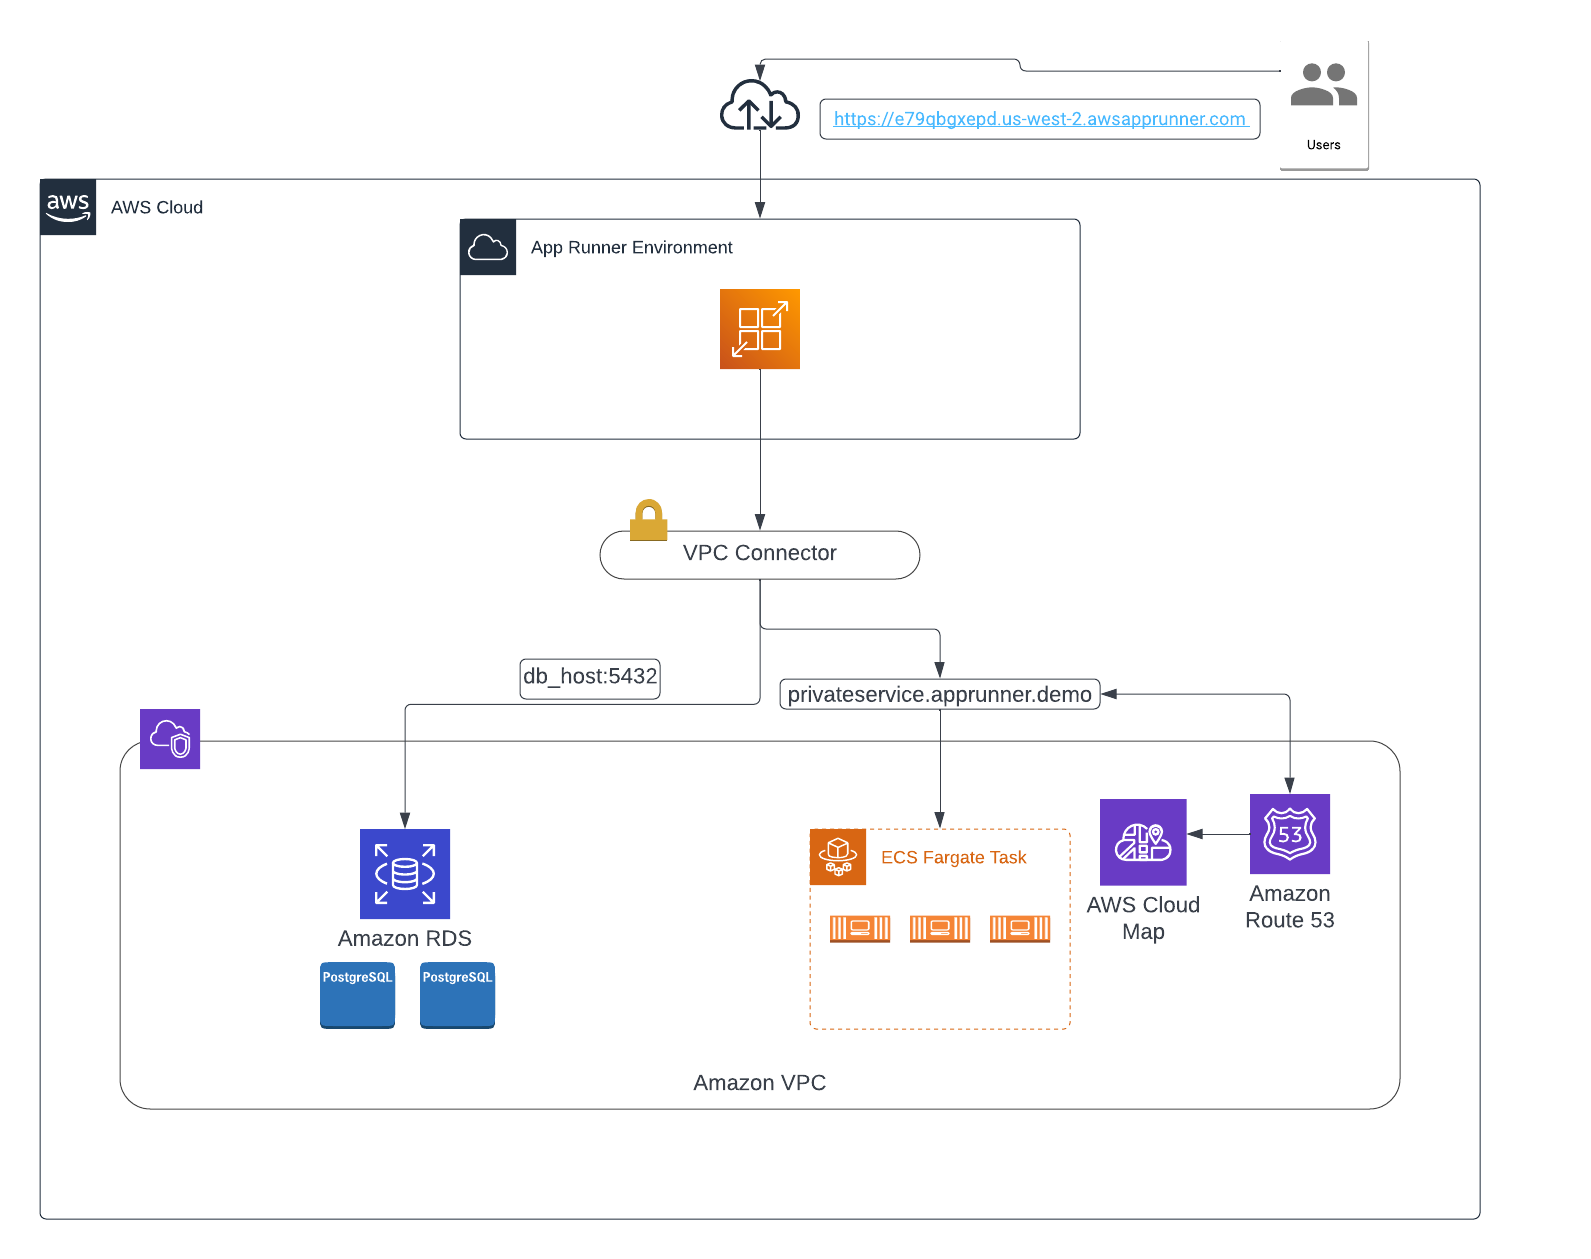 https://e79qbgxepd.us-west-2.awsapprunner.com
Users
aws
AWS Cloud
App Runner Environment
VPC Connector
db_host:5432
privateservice.apprunner.demo
ECS Fargate Task
53
AWS Cloud
Map
Amazon
Route 53
Amazon RDS
PostgreSQL
PostgreSQL
Amazon VPC